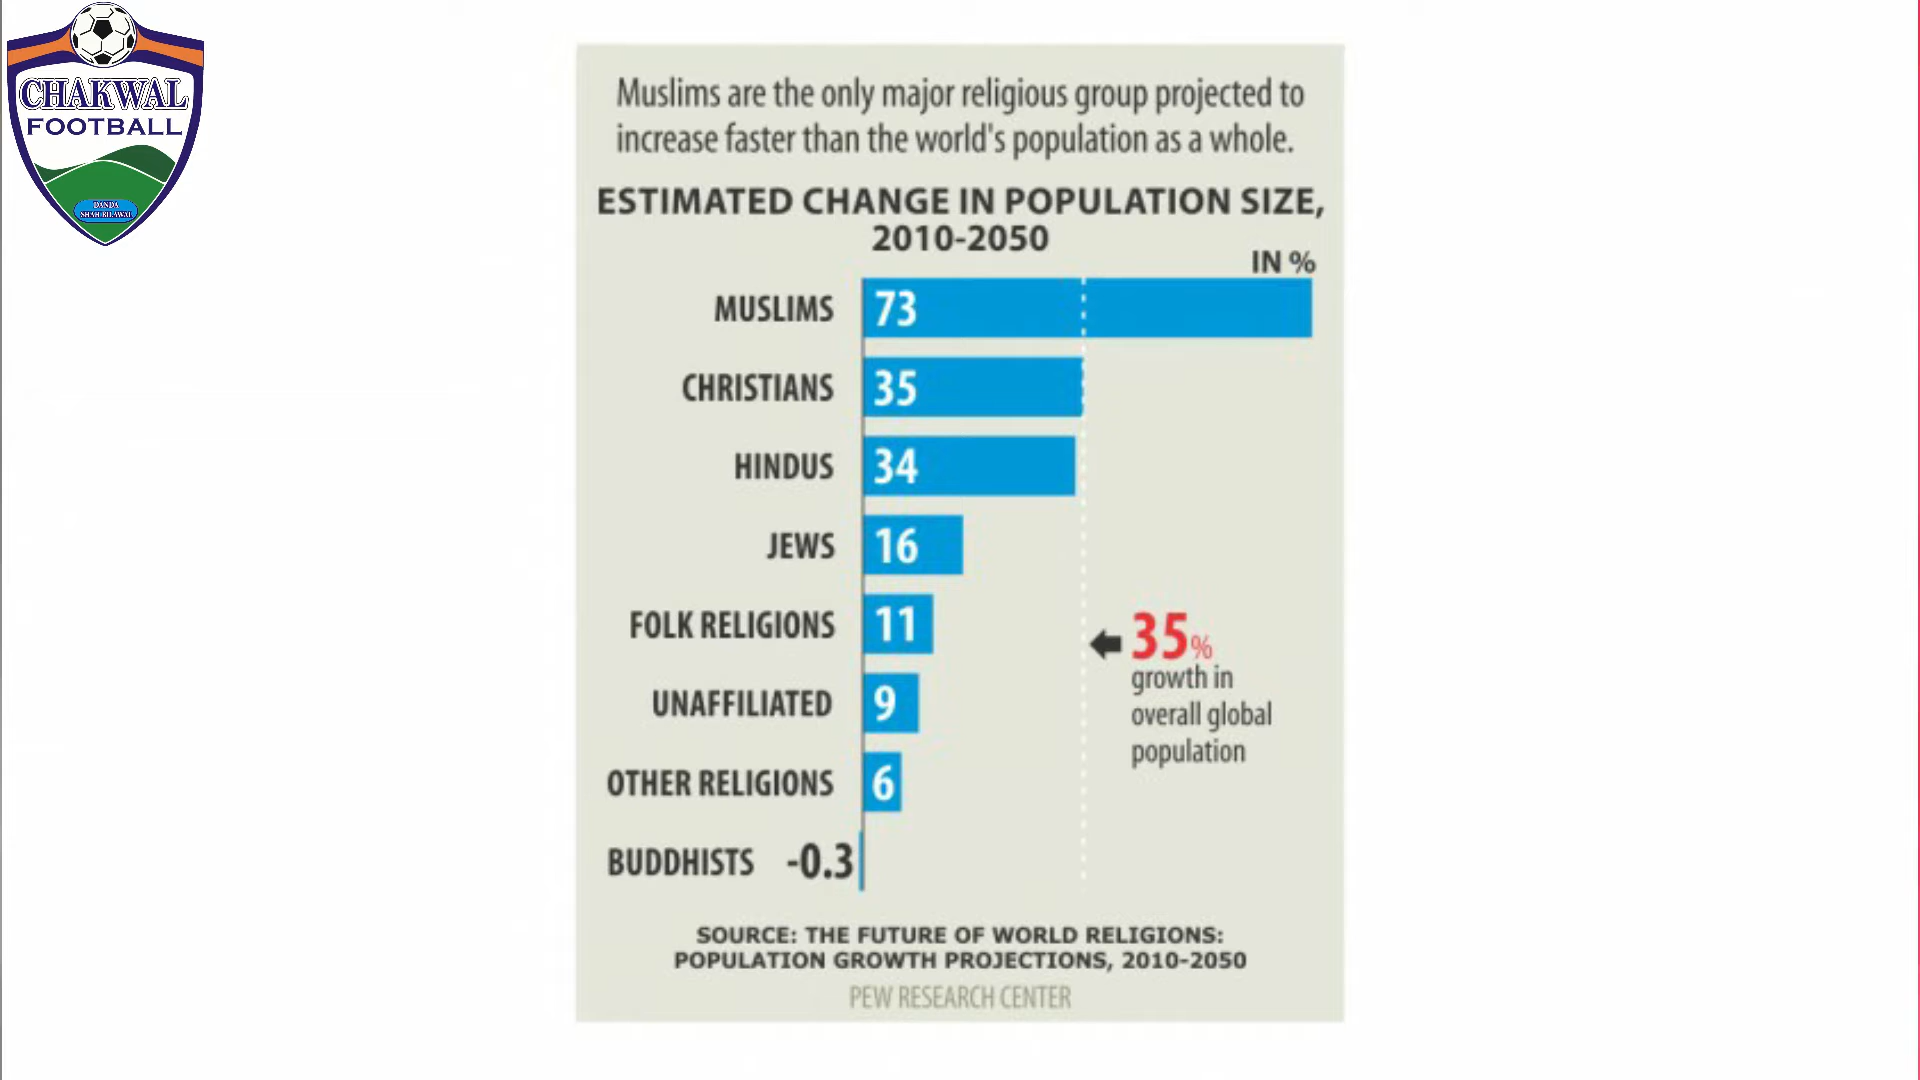 CHAKWAL
FOOTBALL
DANDA
SHAH BILAWAL
Muslims are the only major religious group projected to
increase faster than the world's population as a whole.
ESTIMATED CHANGE IN POPULATION SIZE,
2010-2050
IN %
MUSLIMS 73
CHRISTIANS 35
HINDUS 34
JEWS 16
FOLK RELIGIONS 11
UNAFFILIATED 9
OTHER RELIGIONS 6
BUDDHISTS -0.3
35%
growth in
overall global
population
SOURCE: THE FUTURE OF WORLD RELIGIONS:
POPULATION GROWTH PROJECTIONS, 2010-2050
PEW RESEARCH CENTER